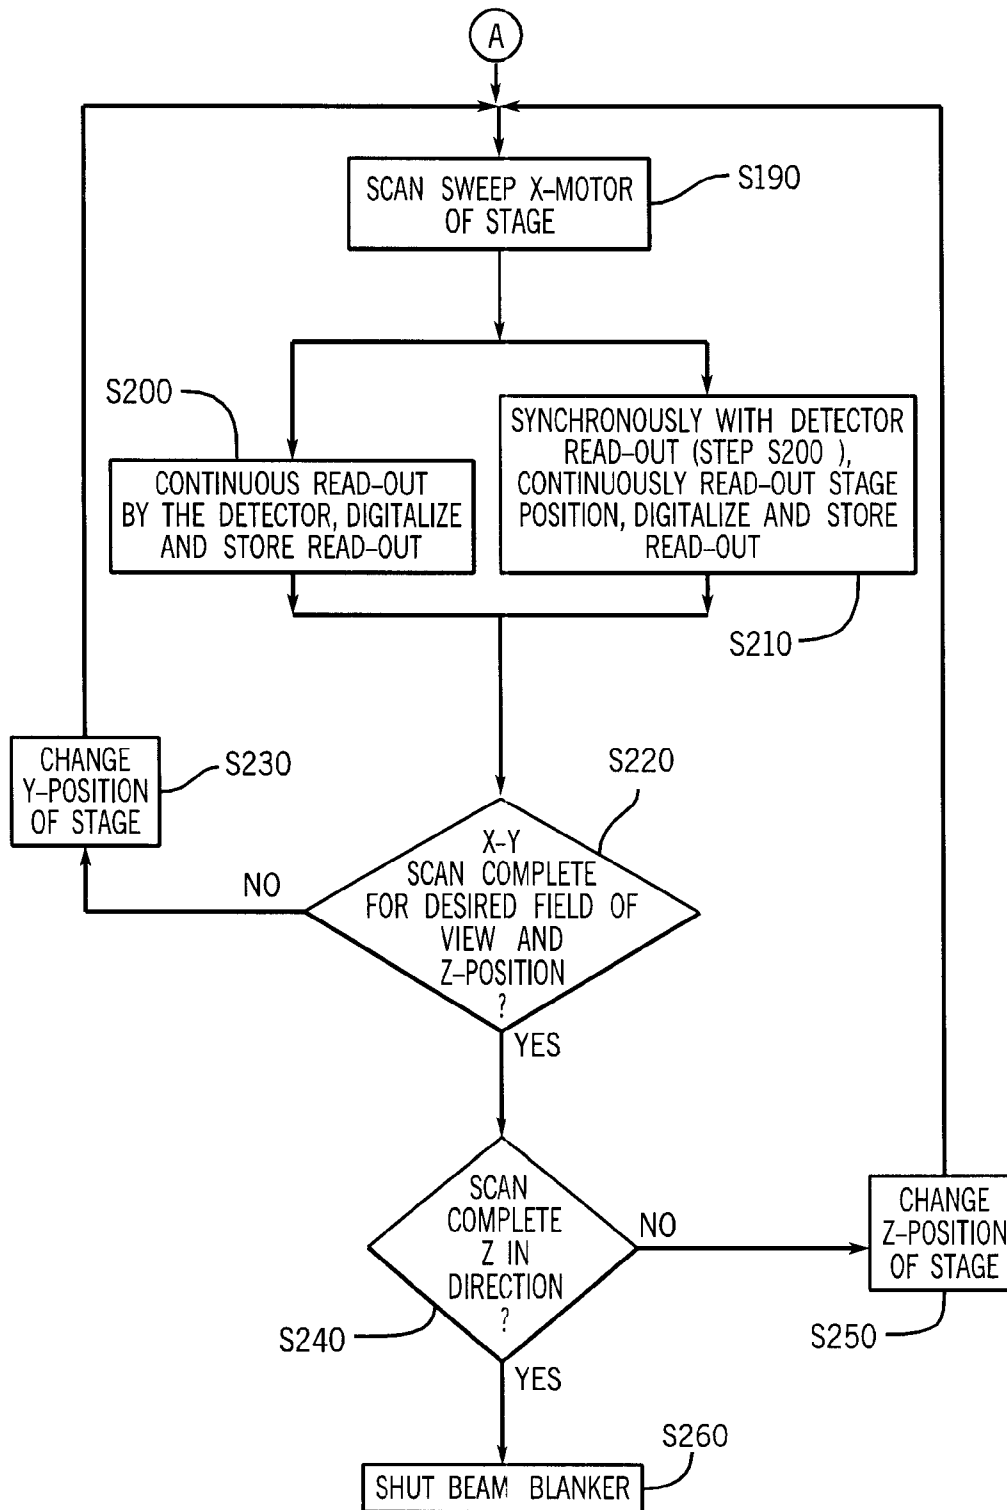 A
SCAN SWEEP X-MOTOR
OF STAGE
S190
S200
CONTINUOUS READ-OUT
BY THE DETECTOR, DIGITALIZE
AND STORE READ-OUT
SYNCHRONOUSLY WITH DETECTOR
READ-OUT (STEP S200 ),
CONTINUOUSLY READ-OUT STAGE
POSITION, DIGITALIZE AND STORE
READ-OUT
S210
CHANGE
Y-POSITION
OF STAGE
S230
S220
X-Y
SCAN COMPLETE
FOR DESIRED FIELD OF
VIEW AND
Z-POSITION
?
NO
YES
SCAN
COMPLETE
Z IN
DIRECTION
?
S240
NO
CHANGE
Z-POSITION
OF STAGE
S250
YES
S260
SHUT BEAM BLANKER